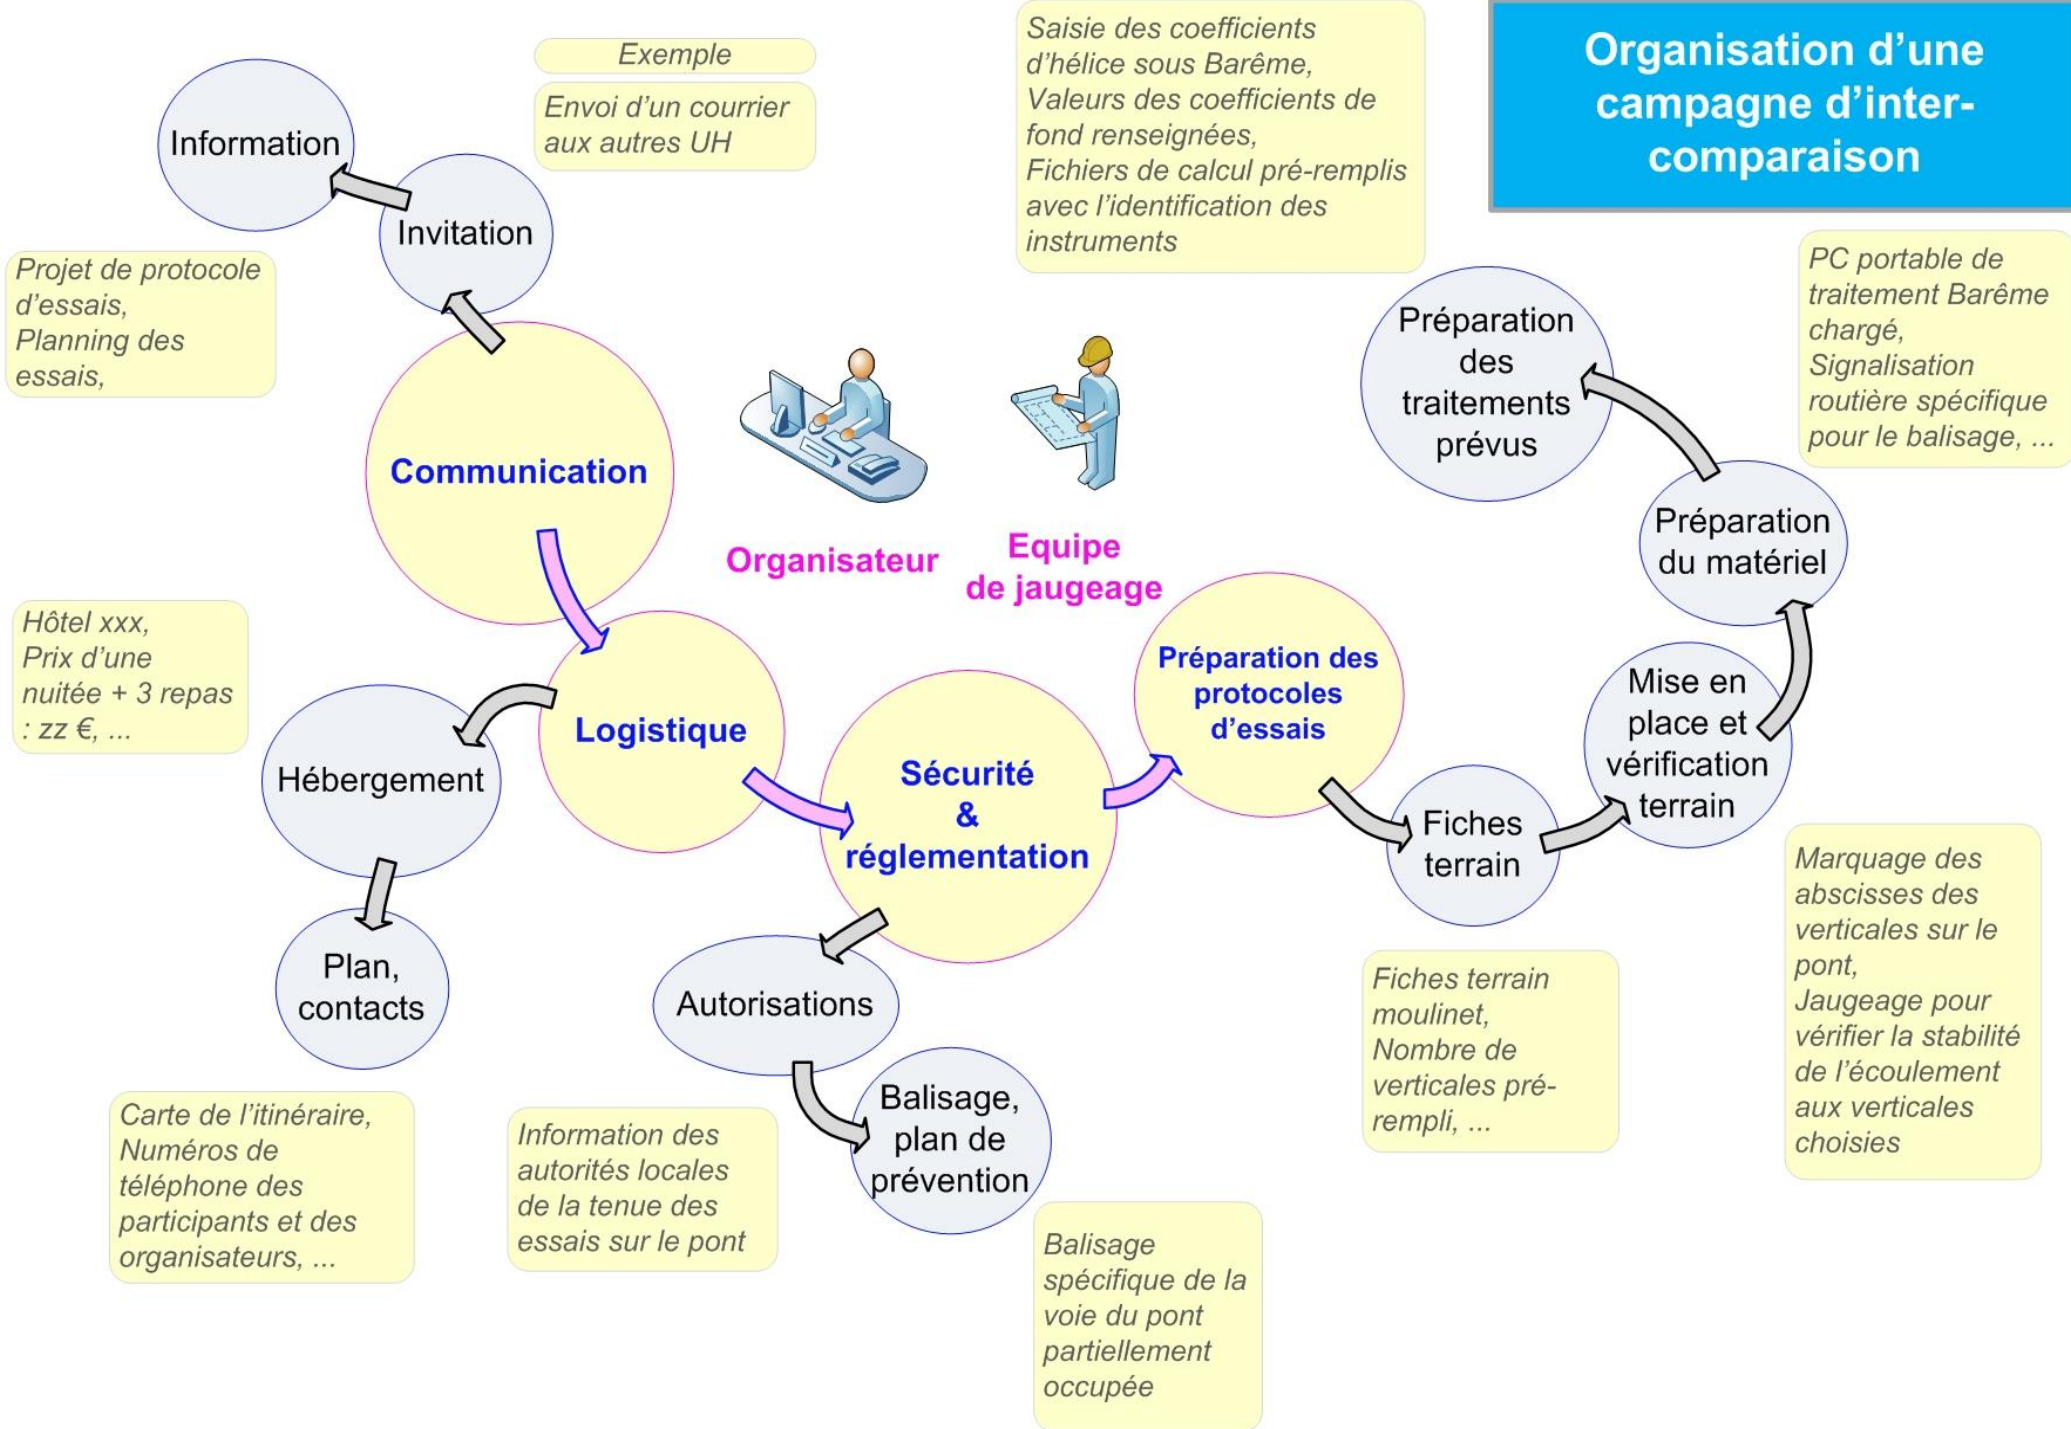 Organisation d’une
campagne d’inter-
comparaison
Exemple
Envoi d’un courrier
aux autres UH
Saisie des coefficients
d’hélice sous Barême,
Valeurs des coefficients de
fond renseignées,
Fichiers de calcul pré-remplis
avec l’identification des
instruments
Information
Invitation
Projet de protocole
d’essais,
Planning des
essais,
Communication
Organisateur
Equipe
de jaugeage
Préparation
des
traitements
prévus
PC portable de
traitement Barême
chargé,
Signalisation
routière spécifique
pour le balisage, ...
Préparation
du matériel
Hôtel xxx,
Prix d’une
nuitée + 3 repas
: zz €, ...
Logistique
Hébergement
Plan,
contacts
Carte de l’itinéraire,
Numéros de
téléphone des
participants et des
organisateurs, ...
Sécurité
&
réglementation
Autorisations
Information des
autorités locales
de la tenue des
essais sur le pont
Balisage,
plan de
prévention
Balisage
spécifique de la
voie du pont
partiellement
occupée
Préparation des
protocoles
d’essais
Fiches
terrain
Fiches terrain
moulinet,
Nombre de
verticales pré-
rempli, ...
Mise en
place et
vérification
terrain
Marquage des
abscisses des
verticales sur le
pont,
Jaugeage pour
vérifier la stabilité
de l’écoulement
aux verticales
choisies